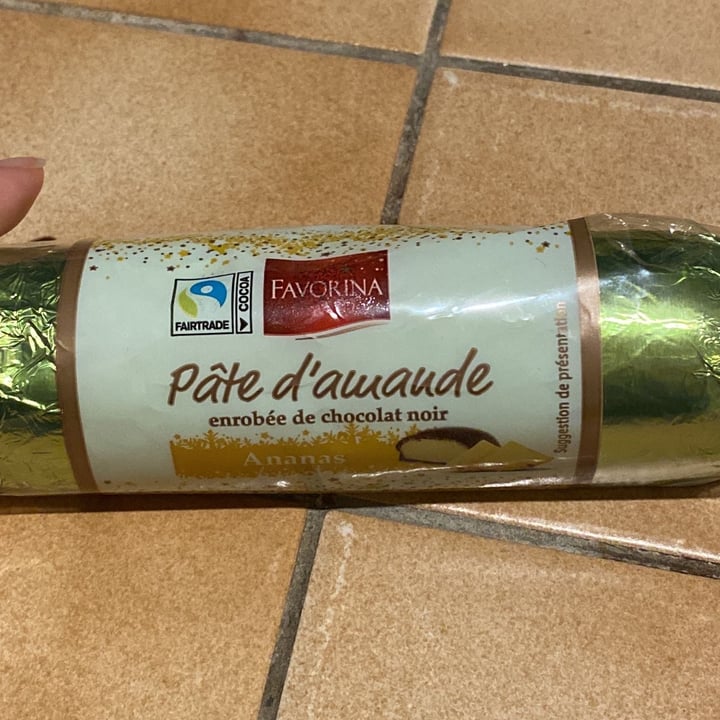 FAIRTRADE
COCOA
FAVORINA
Pâte d'amande
enrobée de chocolat noir
Ananas
Suggestion de présentation